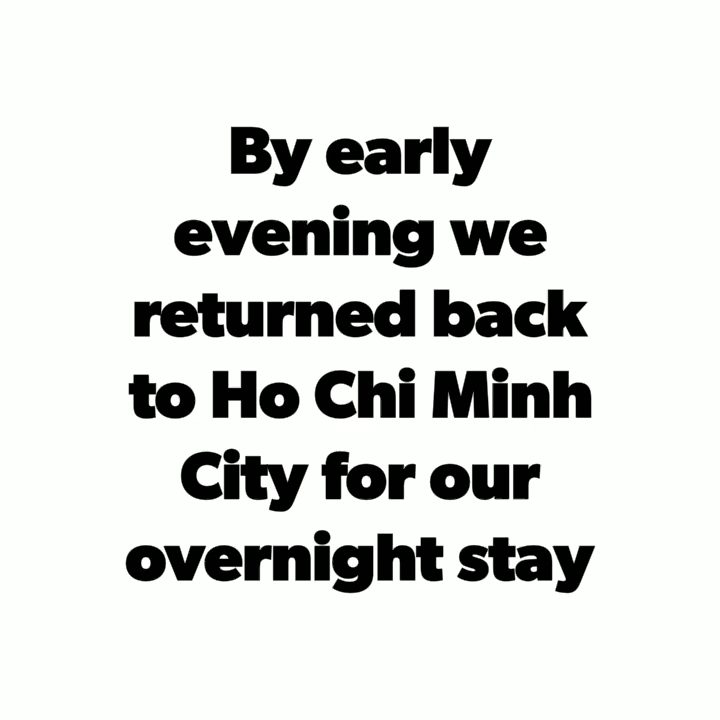 By early
evening we
returned back
to Ho Chi Minh
City for our
overnight stay